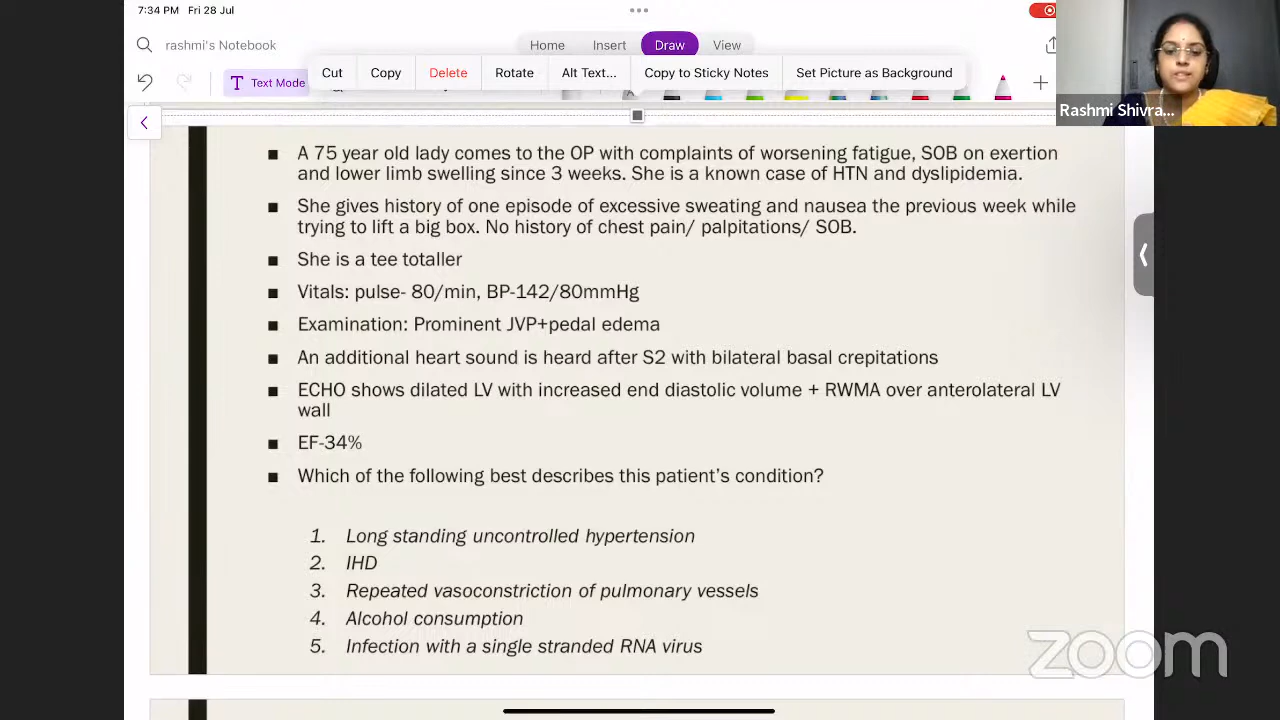 7:34 PM Fri 28 Jul
rashmi's Notebook
Home Insert Draw View
Text Mode
Cut Copy Delete Rotate Alt Text... Copy to Sticky Notes Set Picture as Background
Rashmi Shivra...
■ A 75 year old lady comes to the OP with complaints of worsening fatigue, SOB on exertion
and lower limb swelling since 3 weeks. She is a known case of HTN and dyslipidemia.
■ She gives history of one episode of excessive sweating and nausea the previous week while
trying to lift a big box. No history of chest pain/ palpitations/ SOB.
■ She is a tee totaller
■ Vitals: pulse- 80/min, BP-142/80mmHg
■ Examination: Prominent JVP+pedal edema
■ An additional heart sound is heard after S2 with bilateral basal crepitations
■ ECHO shows dilated LV with increased end diastolic volume + RWMA over anterolateral LV
wall
■ EF-34%
■ Which of the following best describes this patient's condition?
1. Long standing uncontrolled hypertension
2. IHD
3. Repeated vasoconstriction of pulmonary vessels
4. Alcohol consumption
5. Infection with a single stranded RNA virus
zoom